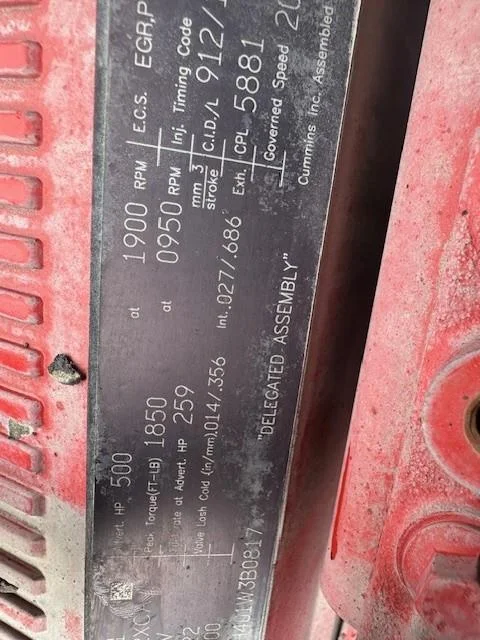 Advert. HP 500 at 1900 RPM E.C.S. EGR,P
Peak Torque(FT-LB) 1850 at 0950 RPM Inj. Timing Code
Fuel rate at Advert. HP 259 mm 3 stroke C.I.D./L 912/
Valve Lash Cold (in/mm).014/.356 Int..027/.686 Exh. CPL 5881
Governed Speed 20
"DELEGATED ASSEMBLY" Cummins Inc. Assembled
401W3B0817